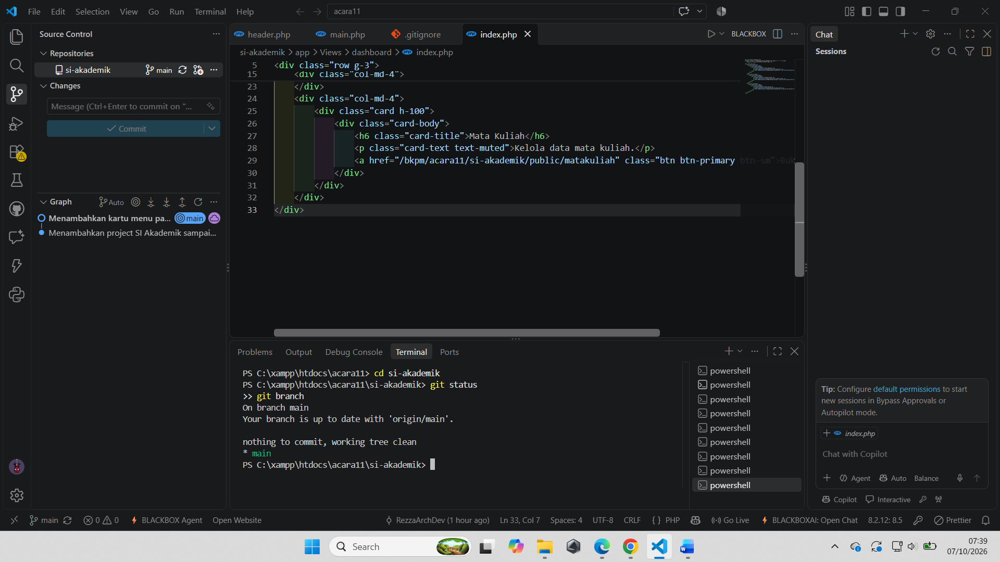 File Edit Selection View Go Run Terminal Help
acara11
Source Control
Repositories
si-akademik main
Changes
Message (Ctrl+Enter to commit on "...
Commit
Graph Auto
Menambahkan kartu menu pa... main
Menambahkan project SI Akademik sampai...
header.php main.php .gitignore index.php
BLACKBOX
si-akademik > app > Views > dashboard > index.php
5 <div class="row g-3">
15 <div class="col-md-4">
23 </div>
24 <div class="col-md-4">
25 <div class="card h-100">
26 <div class="card-body">
27 <h6 class="card-title">Mata Kuliah</h6>
28 <p class="card-text text-muted">Kelola data mata kuliah.</p>
29 <a href="/bkpm/acara11/si-akademik/public/matakuliah" class="btn btn-primary btn-sm">Buk
30 </div>
31 </div>
32 </div>
33 </div>
Problems Output Debug Console Terminal Ports
PS C:\xampp\htdocs\acara11> cd si-akademik
PS C:\xampp\htdocs\acara11\si-akademik> git status
>> git branch
On branch main
Your branch is up to date with 'origin/main'.
nothing to commit, working tree clean
* main
PS C:\xampp\htdocs\acara11\si-akademik>
powershell
powershell
powershell
powershell
powershell
powershell
powershell
powershell
powershell
Chat
Sessions
Tip: Configure default permissions to start
new sessions in Bypass Approvals or
Autopilot mode.
index.php
Chat with Copilot
Agent Auto Balance
Copilot Interactive
main 0 0 BLACKBOX Agent Open Website RezzaArchDev (1 hour ago) Ln 33, Col 7 Spaces: 4 UTF-8 CRLF { } PHP Go Live BLACKBOXAI: Open Chat 8.2.12: 8.5 Prettier
Search
07:39
07/10/2026